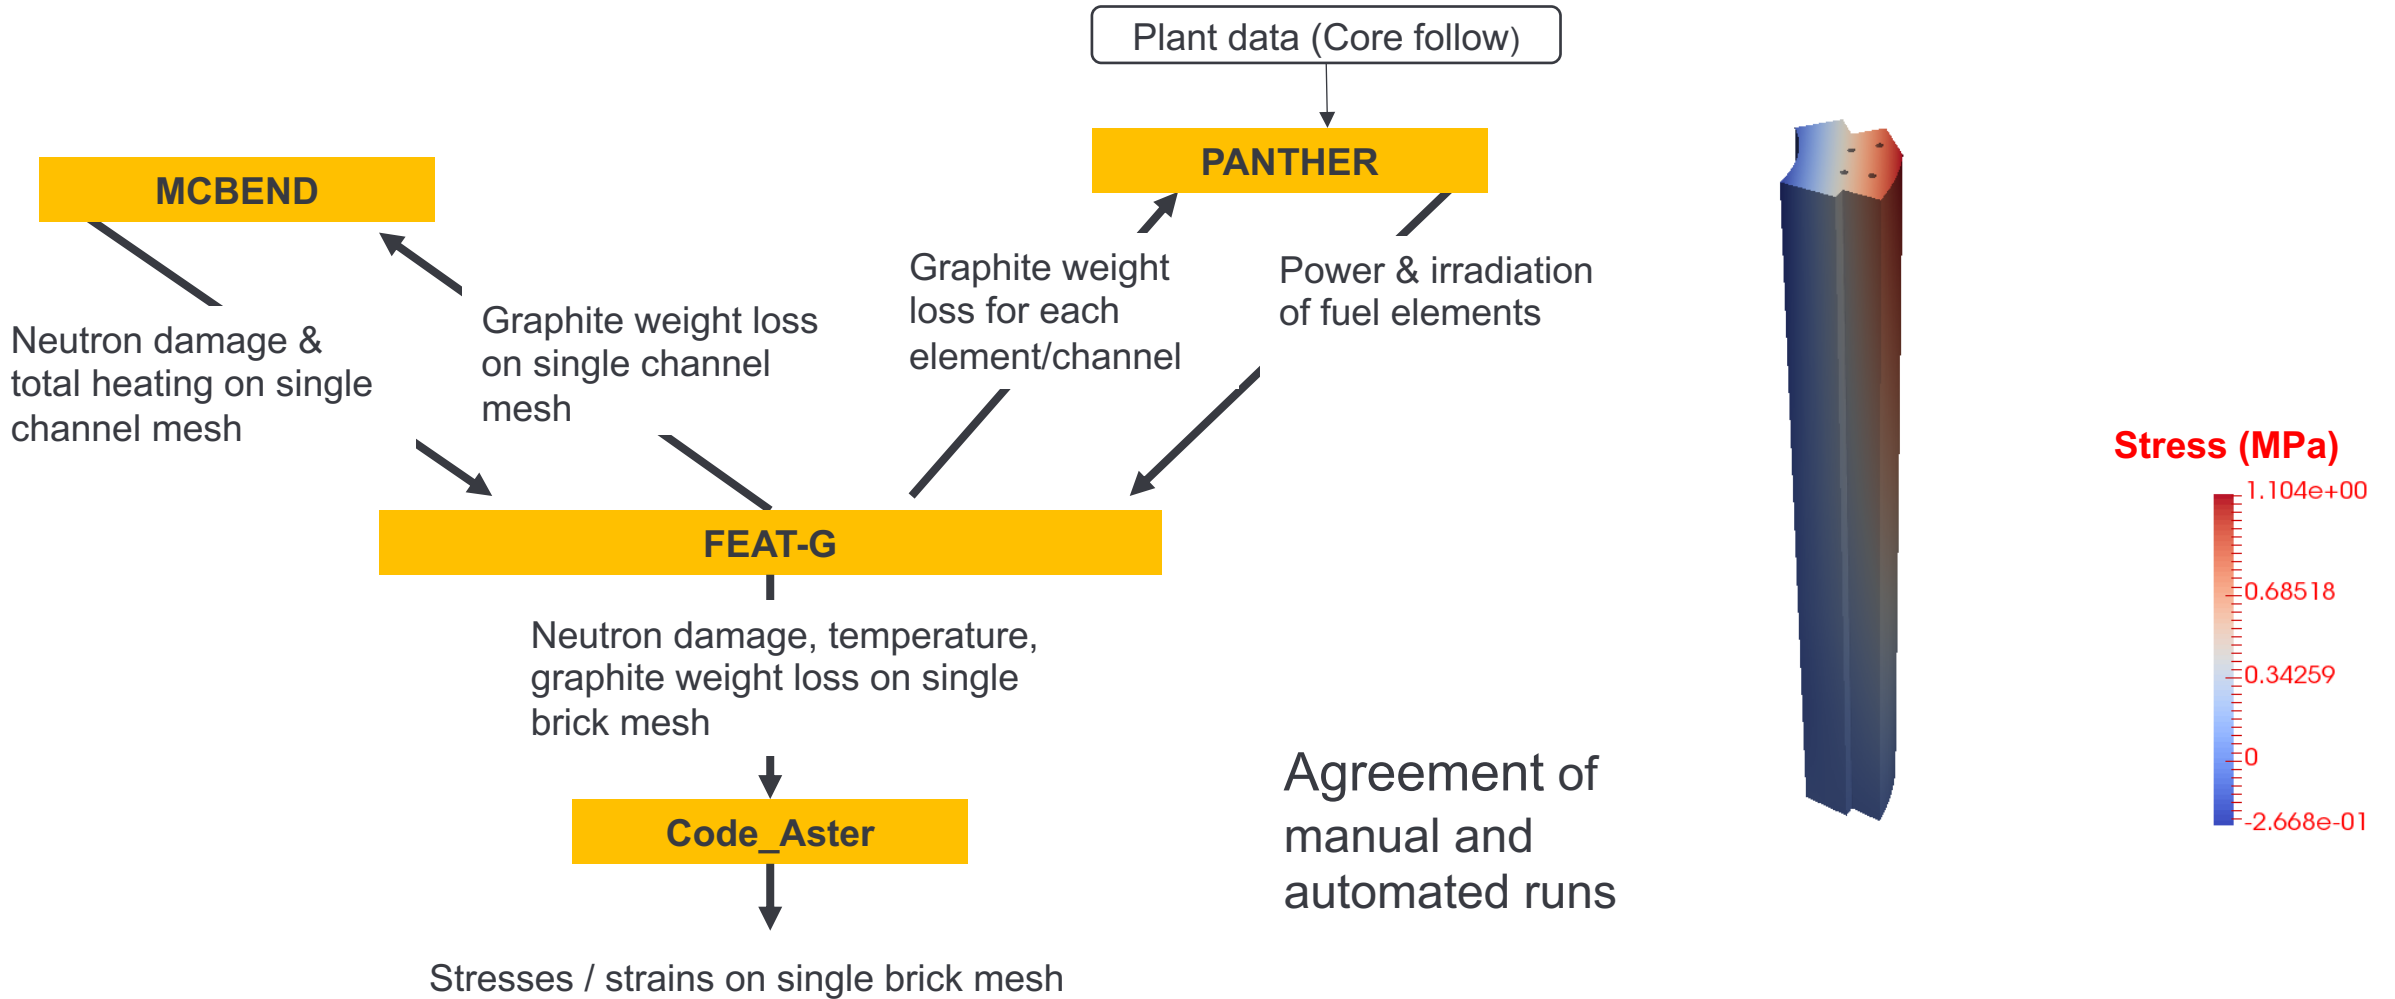 Plant data (Core follow)
PANTHER
MCBEND
Graphite weight
loss for each
element/channel
Power & irradiation
of fuel elements
Graphite weight loss
on single channel
mesh
Neutron damage &
total heating on single
channel mesh
FEAT-G
Neutron damage, temperature,
graphite weight loss on single
brick mesh
Code_Aster
Stresses / strains on single brick mesh
Agreement of
manual and
automated runs
Stress (MPa)
1.104e+00
0.68518
0.34259
0
-2.668e-01